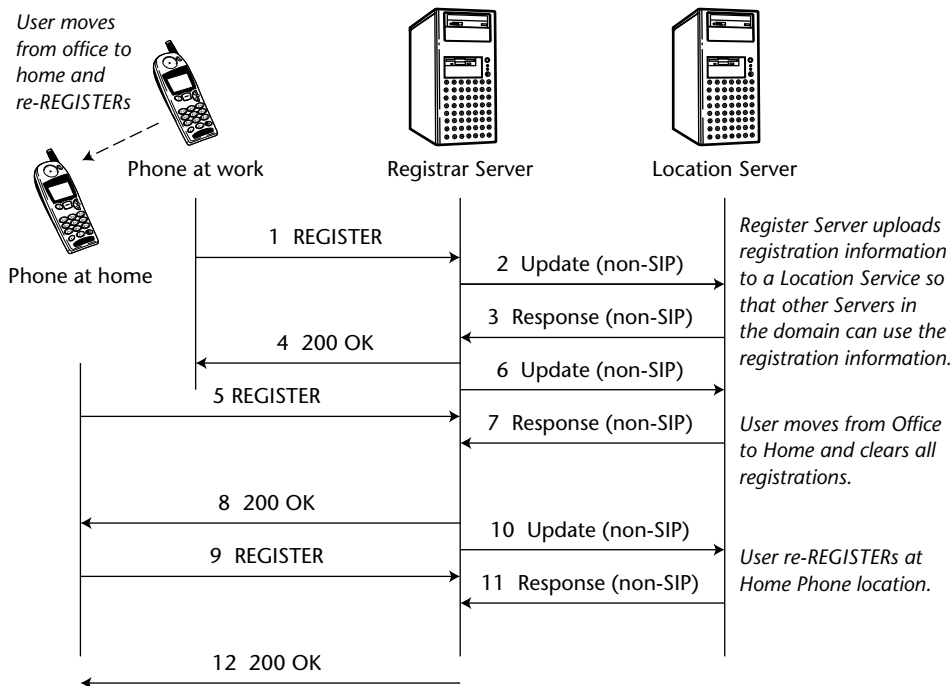 User moves
from office to
home and
re-REGISTERs
Phone at work
Registrar Server
Location Server
Phone at home
1 REGISTER
2 Update (non-SIP)
3 Response (non-SIP)
4 200 OK
Register Server uploads
registration information
to a Location Service so
that other Servers in
the domain can use the
registration information.
6 Update (non-SIP)
5 REGISTER
7 Response (non-SIP)
User moves from Office
to Home and clears all
registrations.
8 200 OK
10 Update (non-SIP)
9 REGISTER
11 Response (non-SIP)
User re-REGISTERs at
Home Phone location.
12 200 OK